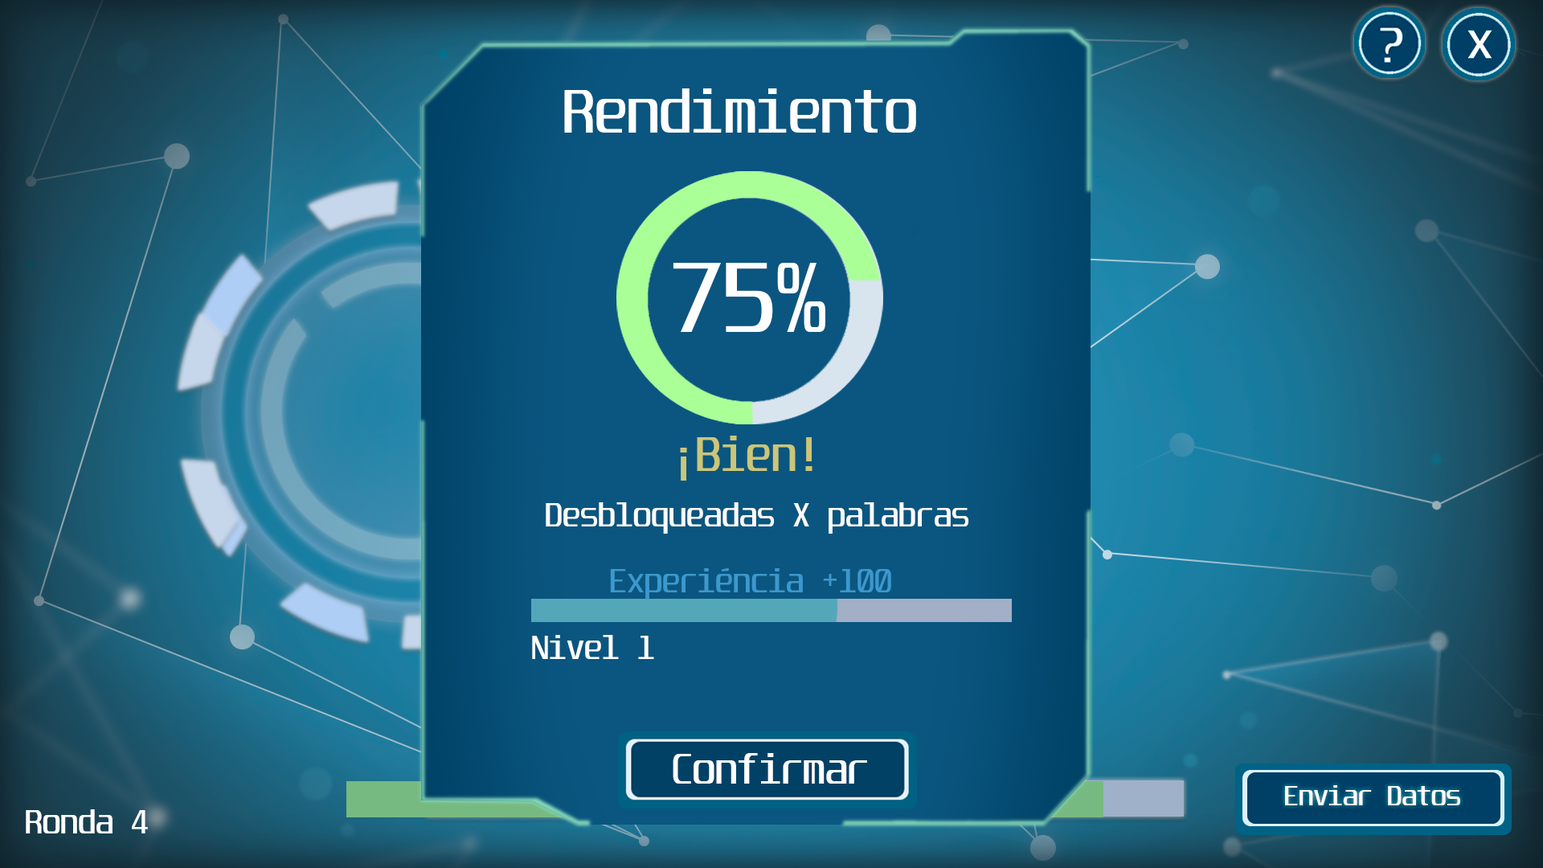 ? X
Rendimiento
75%
¡Bien!
Desbloqueadas X palabras
Experiéncia +100
Nivel 1
Confirmar
Ronda 4
Enviar Datos